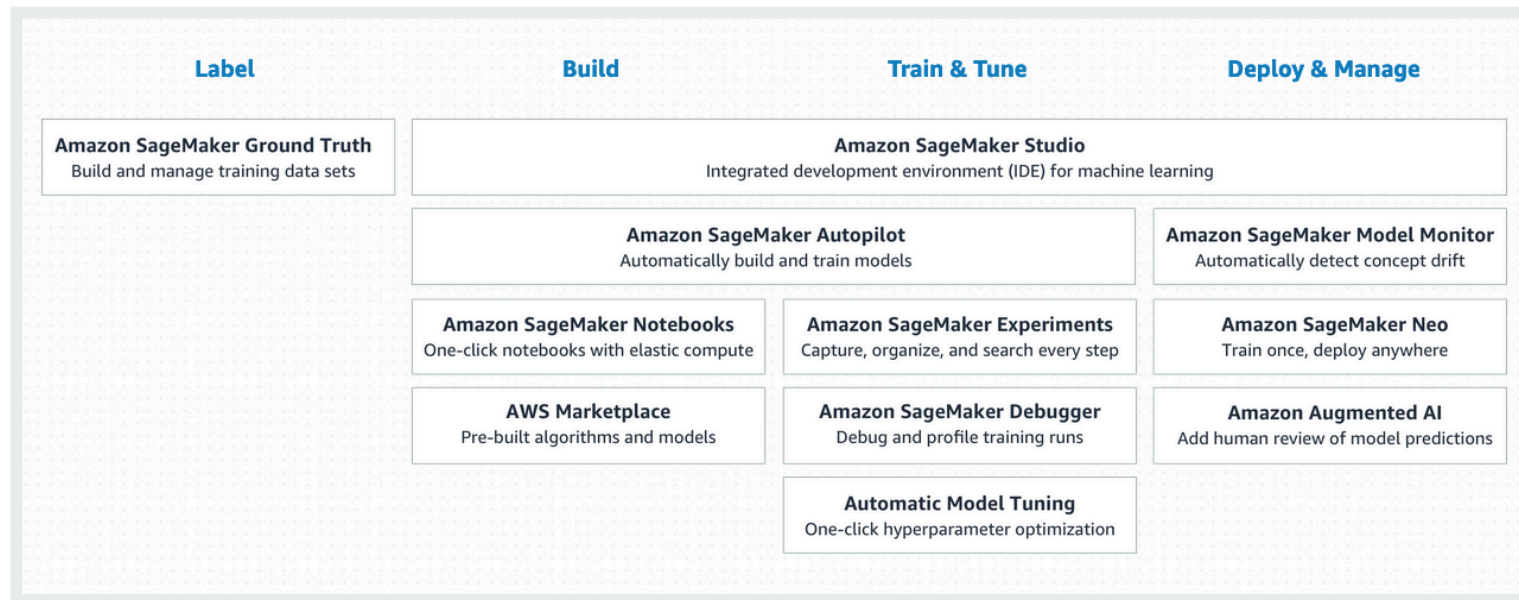 Label
Build
Train & Tune
Deploy & Manage
Amazon SageMaker Ground Truth
Build and manage training data sets
Amazon SageMaker Studio
Integrated development environment (IDE) for machine learning
Amazon SageMaker Autopilot
Automatically build and train models
Amazon SageMaker Model Monitor
Automatically detect concept drift
Amazon SageMaker Notebooks
One-click notebooks with elastic compute
Amazon SageMaker Experiments
Capture, organize, and search every step
Amazon SageMaker Neo
Train once, deploy anywhere
AWS Marketplace
Pre-built algorithms and models
Amazon SageMaker Debugger
Debug and profile training runs
Amazon Augmented AI
Add human review of model predictions
Automatic Model Tuning
One-click hyperparameter optimization